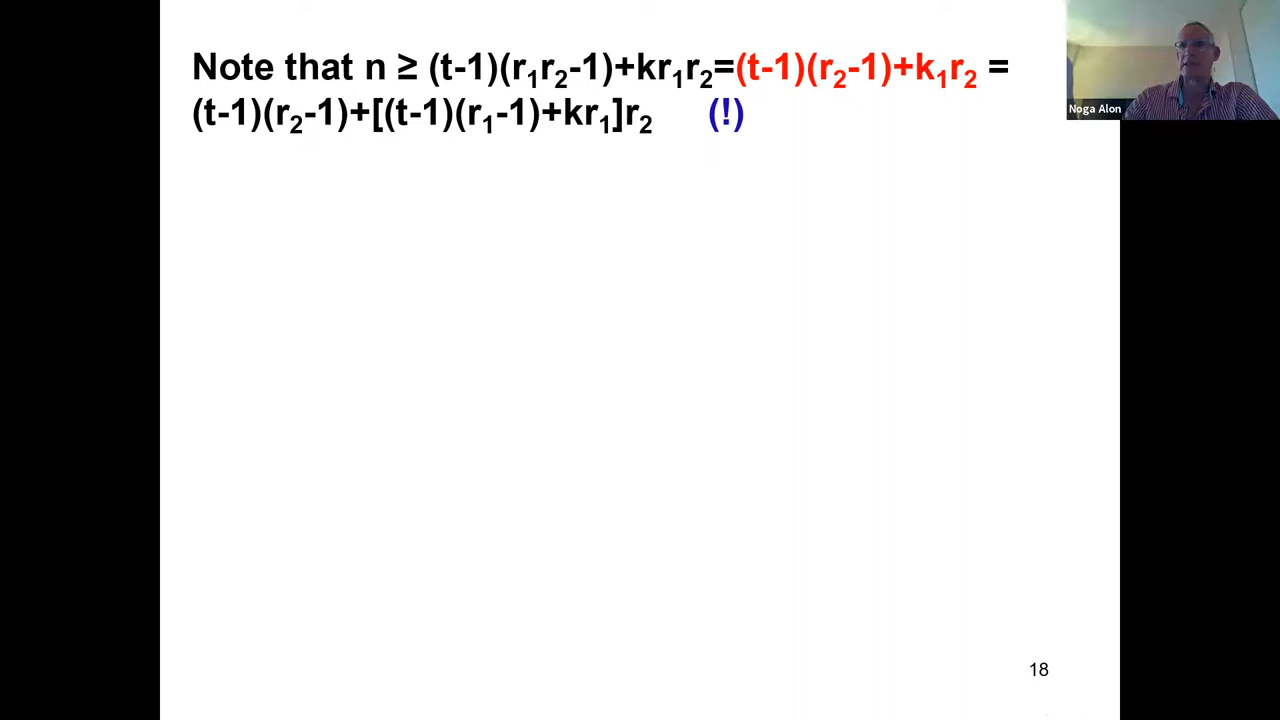 Note that n ≥ (t-1)(r₁r₂-1)+kr₁r₂=(t-1)(r₂-1)+k₁r₂ =
(t-1)(r₂-1)+[(t-1)(r₁-1)+kr₁]r₂ (!)
Noga Alon
18